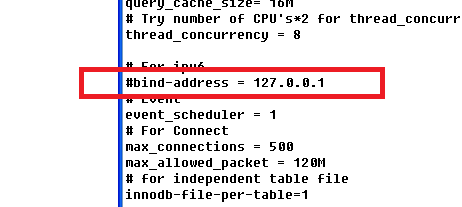 query_cache_size= 16M
# Try number of CPU's*2 for thread_concurr
thread_concurrency = 8
# For ipv6
#bind-address = 127.0.0.1
# Event
event_scheduler = 1
# For Connect
max_connections = 500
max_allowed_packet = 120M
# for independent table file
innodb-file-per-table=1